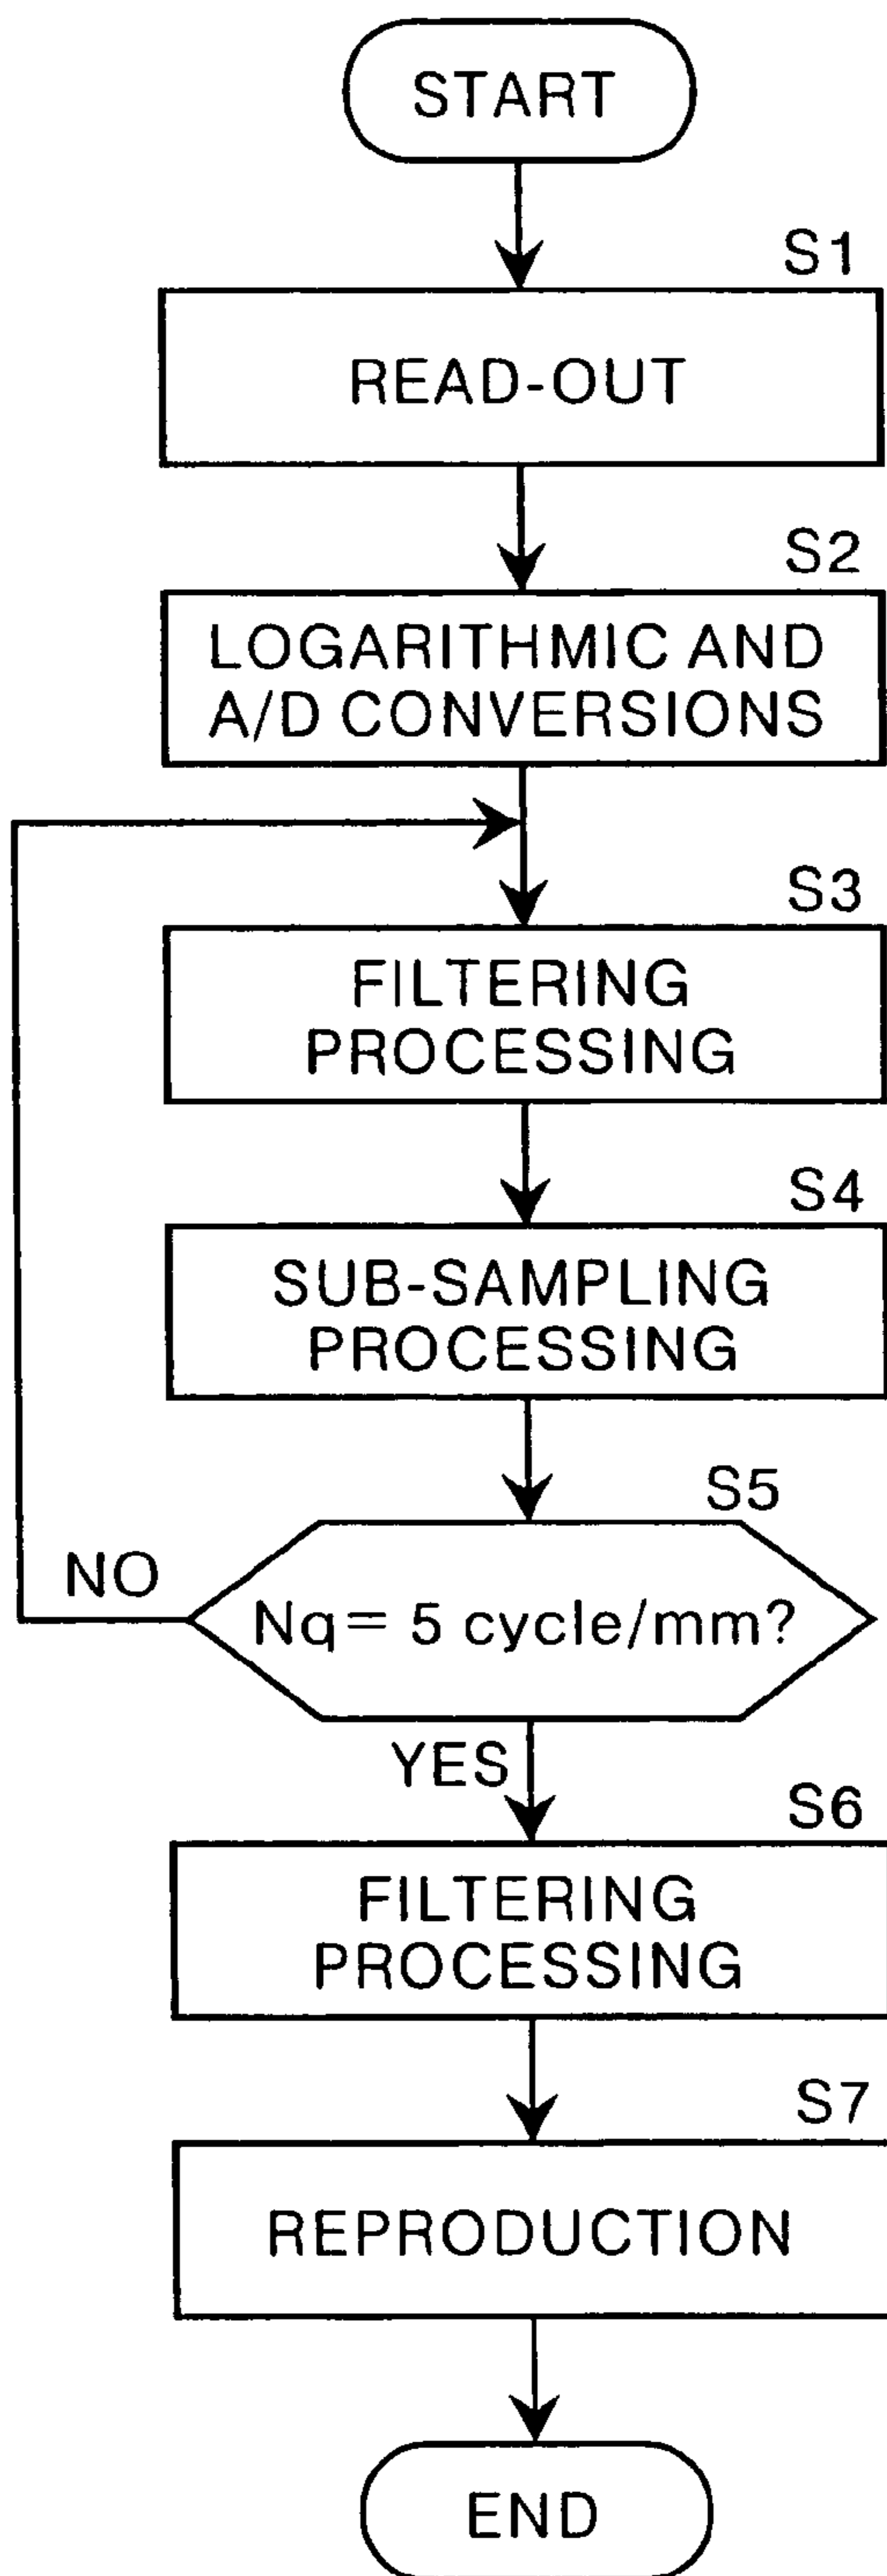 START
S1
READ-OUT
S2
LOGARITHMIC AND
A/D CONVERSIONS
S3
FILTERING
PROCESSING
S4
SUB-SAMPLING
PROCESSING
S5
NO
Nq= 5 cycle/mm?
YES
S6
FILTERING
PROCESSING
S7
REPRODUCTION
END